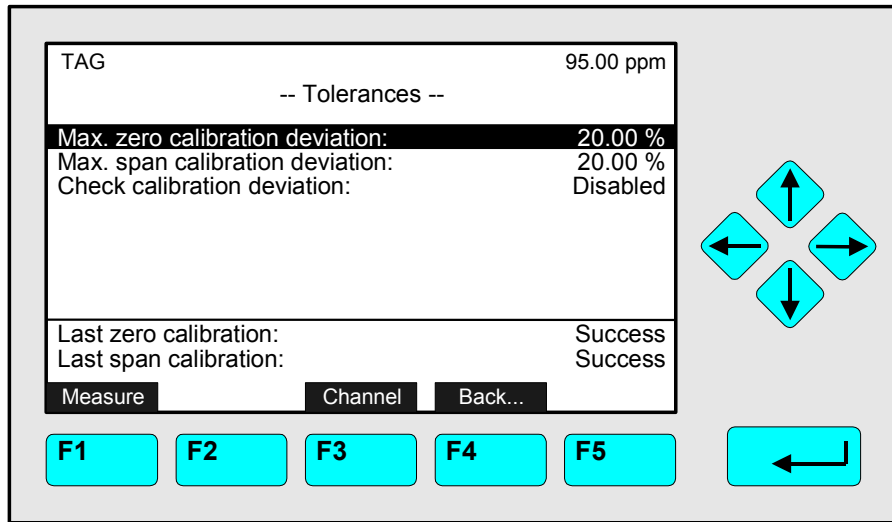 TAG 95.00 ppm
-- Tolerances --
Max. zero calibration deviation: 20.00 %
Max. span calibration deviation: 20.00 %
Check calibration deviation: Disabled
Last zero calibration: Success
Last span calibration: Success
Measure Channel Back...
F1 F2 F3 F4 F5